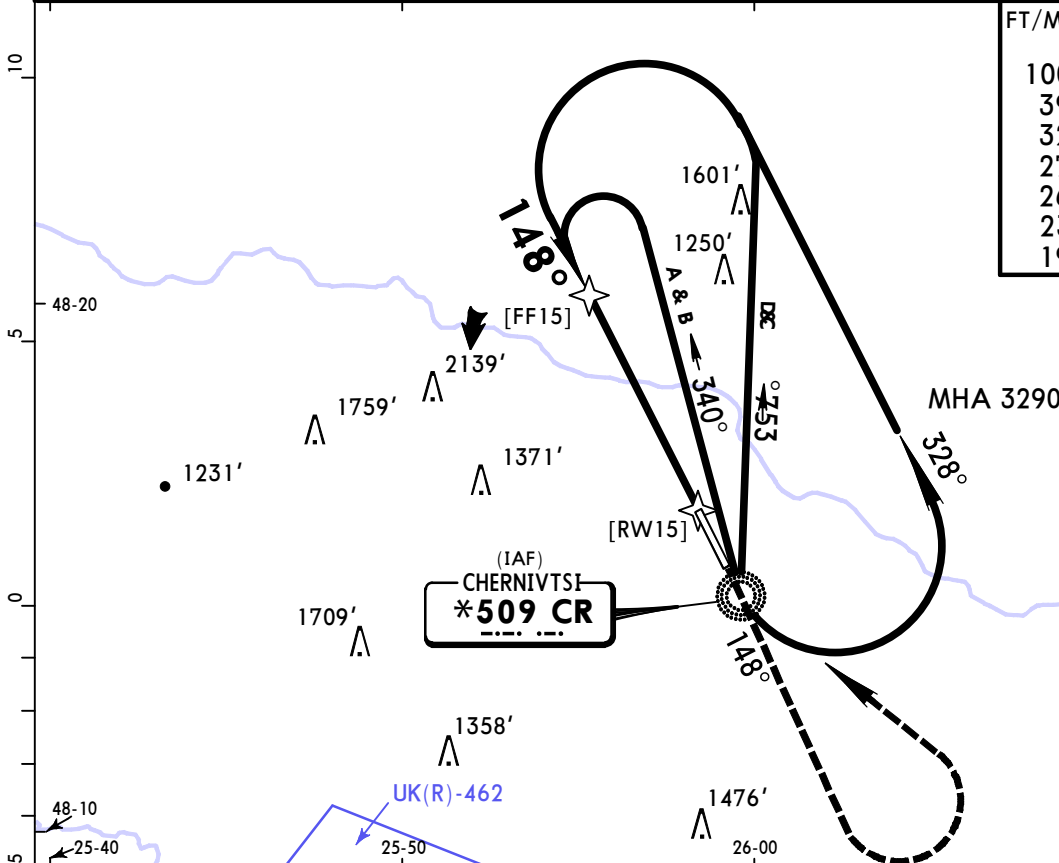 FT/M
10
1601'
148°
1250'
A & B
D&C
48-20
[FF15]
5
2139'
340°
353°
MHA 3290
1759'
328°
1371'
1231'
[RW15]
(IAF)
CHERNIVTSI
*509 CR
0
1709'
148°
1358'
UK(R)-462
1476'
48-10
25-40
25-50
26-00
5